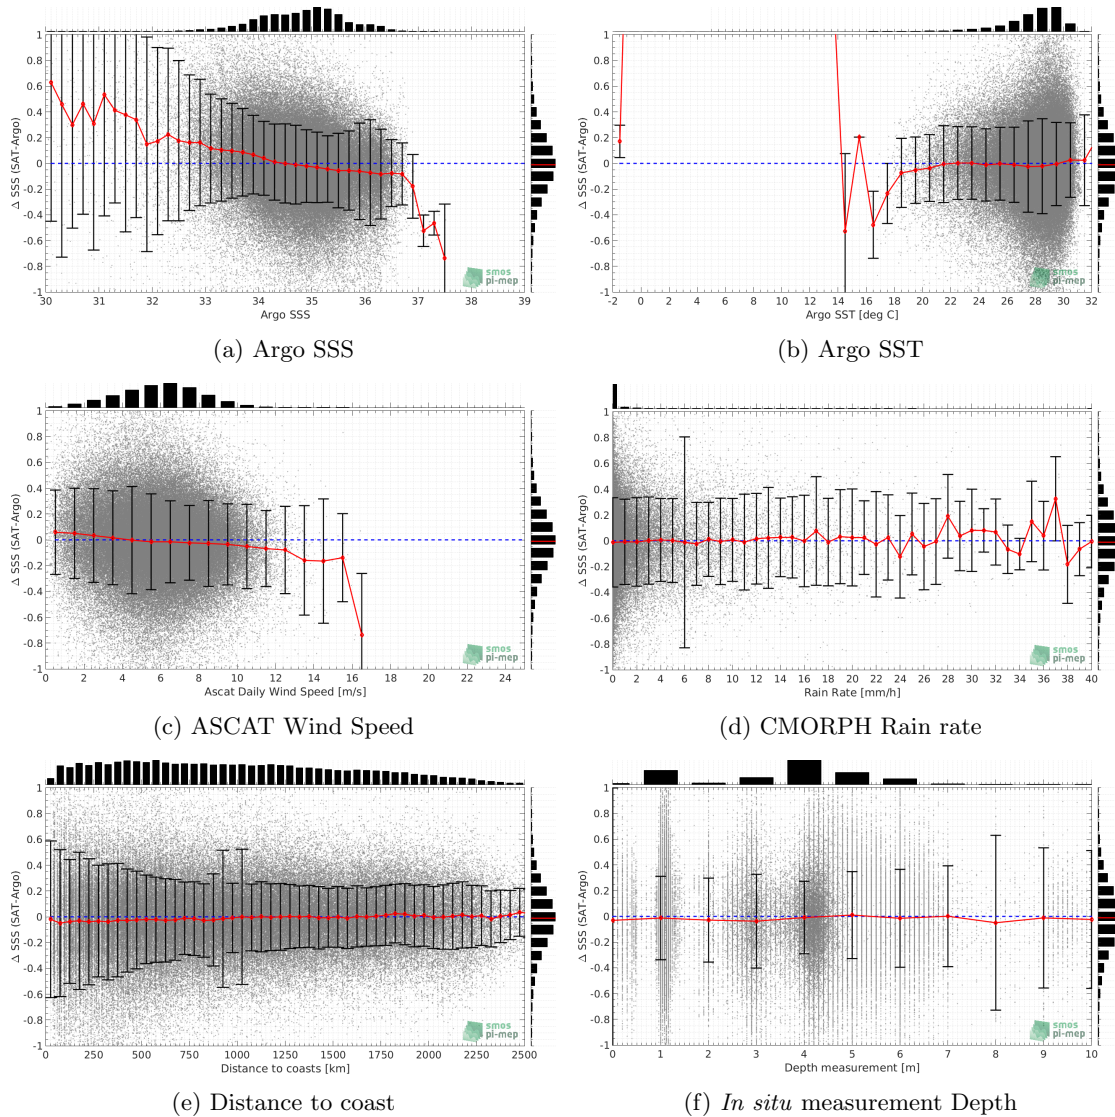 1
0.8
0.6
0.4
0.2
0
-0.2
-0.4
-0.6
-0.8
-1
Δ SSS (SAT-Argo)
30 31 32 33 34 35 36 37 38 39
Argo SSS
smos
pi-mep
(a) Argo SSS
1
0.8
0.6
0.4
0.2
0
-0.2
-0.4
-0.6
-0.8
-1
Δ SSS (SAT-Argo)
-2 0 2 4 6 8 10 12 14 16 18 20 22 24 26 28 30 32
Argo SST [deg C]
smos
pi-mep
(b) Argo SST
1
0.8
0.6
0.4
0.2
0
-0.2
-0.4
-0.6
-0.8
-1
Δ SSS (SAT-Argo)
0 2 4 6 8 10 12 14 16 18 20 22 24
Ascat Daily Wind Speed [m/s]
smos
pi-mep
(c) ASCAT Wind Speed
1
0.8
0.6
0.4
0.2
0
-0.2
-0.4
-0.6
-0.8
-1
Δ SSS (SAT-Argo)
0 2 4 6 8 10 12 14 16 18 20 22 24 26 28 30 32 34 36 38 40
Rain Rate [mm/h]
smos
pi-mep
(d) CMORPH Rain rate
1
0.8
0.6
0.4
0.2
0
-0.2
-0.4
-0.6
-0.8
-1
Δ SSS (SAT-Argo)
0 250 500 750 1000 1250 1500 1750 2000 2250 2500
Distance to coasts [km]
smos
pi-mep
(e) Distance to coast
1
0.8
0.6
0.4
0.2
0
-0.2
-0.4
-0.6
-0.8
-1
Δ SSS (SAT-Argo)
0 1 2 3 4 5 6 7 8 9 10
Depth measurement [m]
smos
pi-mep
(f) In situ measurement Depth